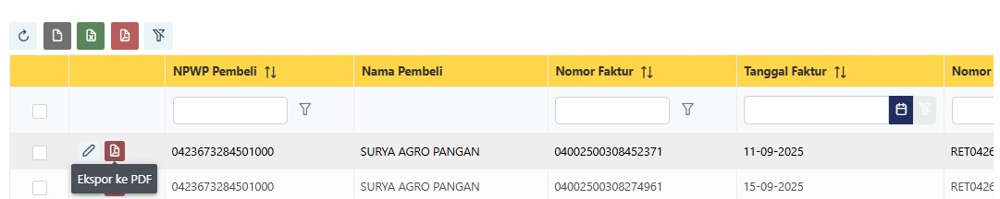 NPWP Pembeli Nama Pembeli Nomor Faktur Tanggal Faktur Nomor
0423673284501000 SURYA AGRO PANGAN 04002500308452371 11-09-2025 RET0426
Ekspor ke PDF
0423673284501000 SURYA AGRO PANGAN 04002500308274961 15-09-2025 RET0426